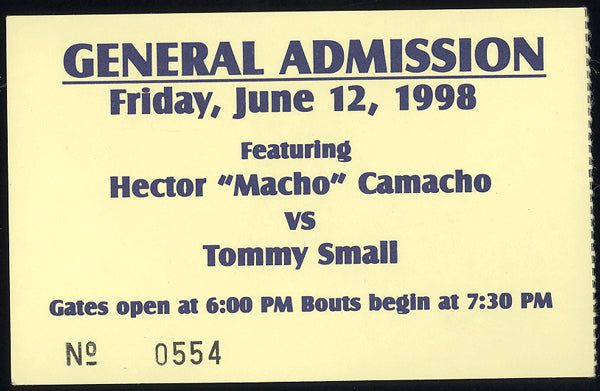 GENERAL ADMISSION
Friday, June 12, 1998
Featuring
Hector "Macho" Camacho
vs
Tommy Small
Gates open at 6:00 PM Bouts begin at 7:30 PM
Nº 0554